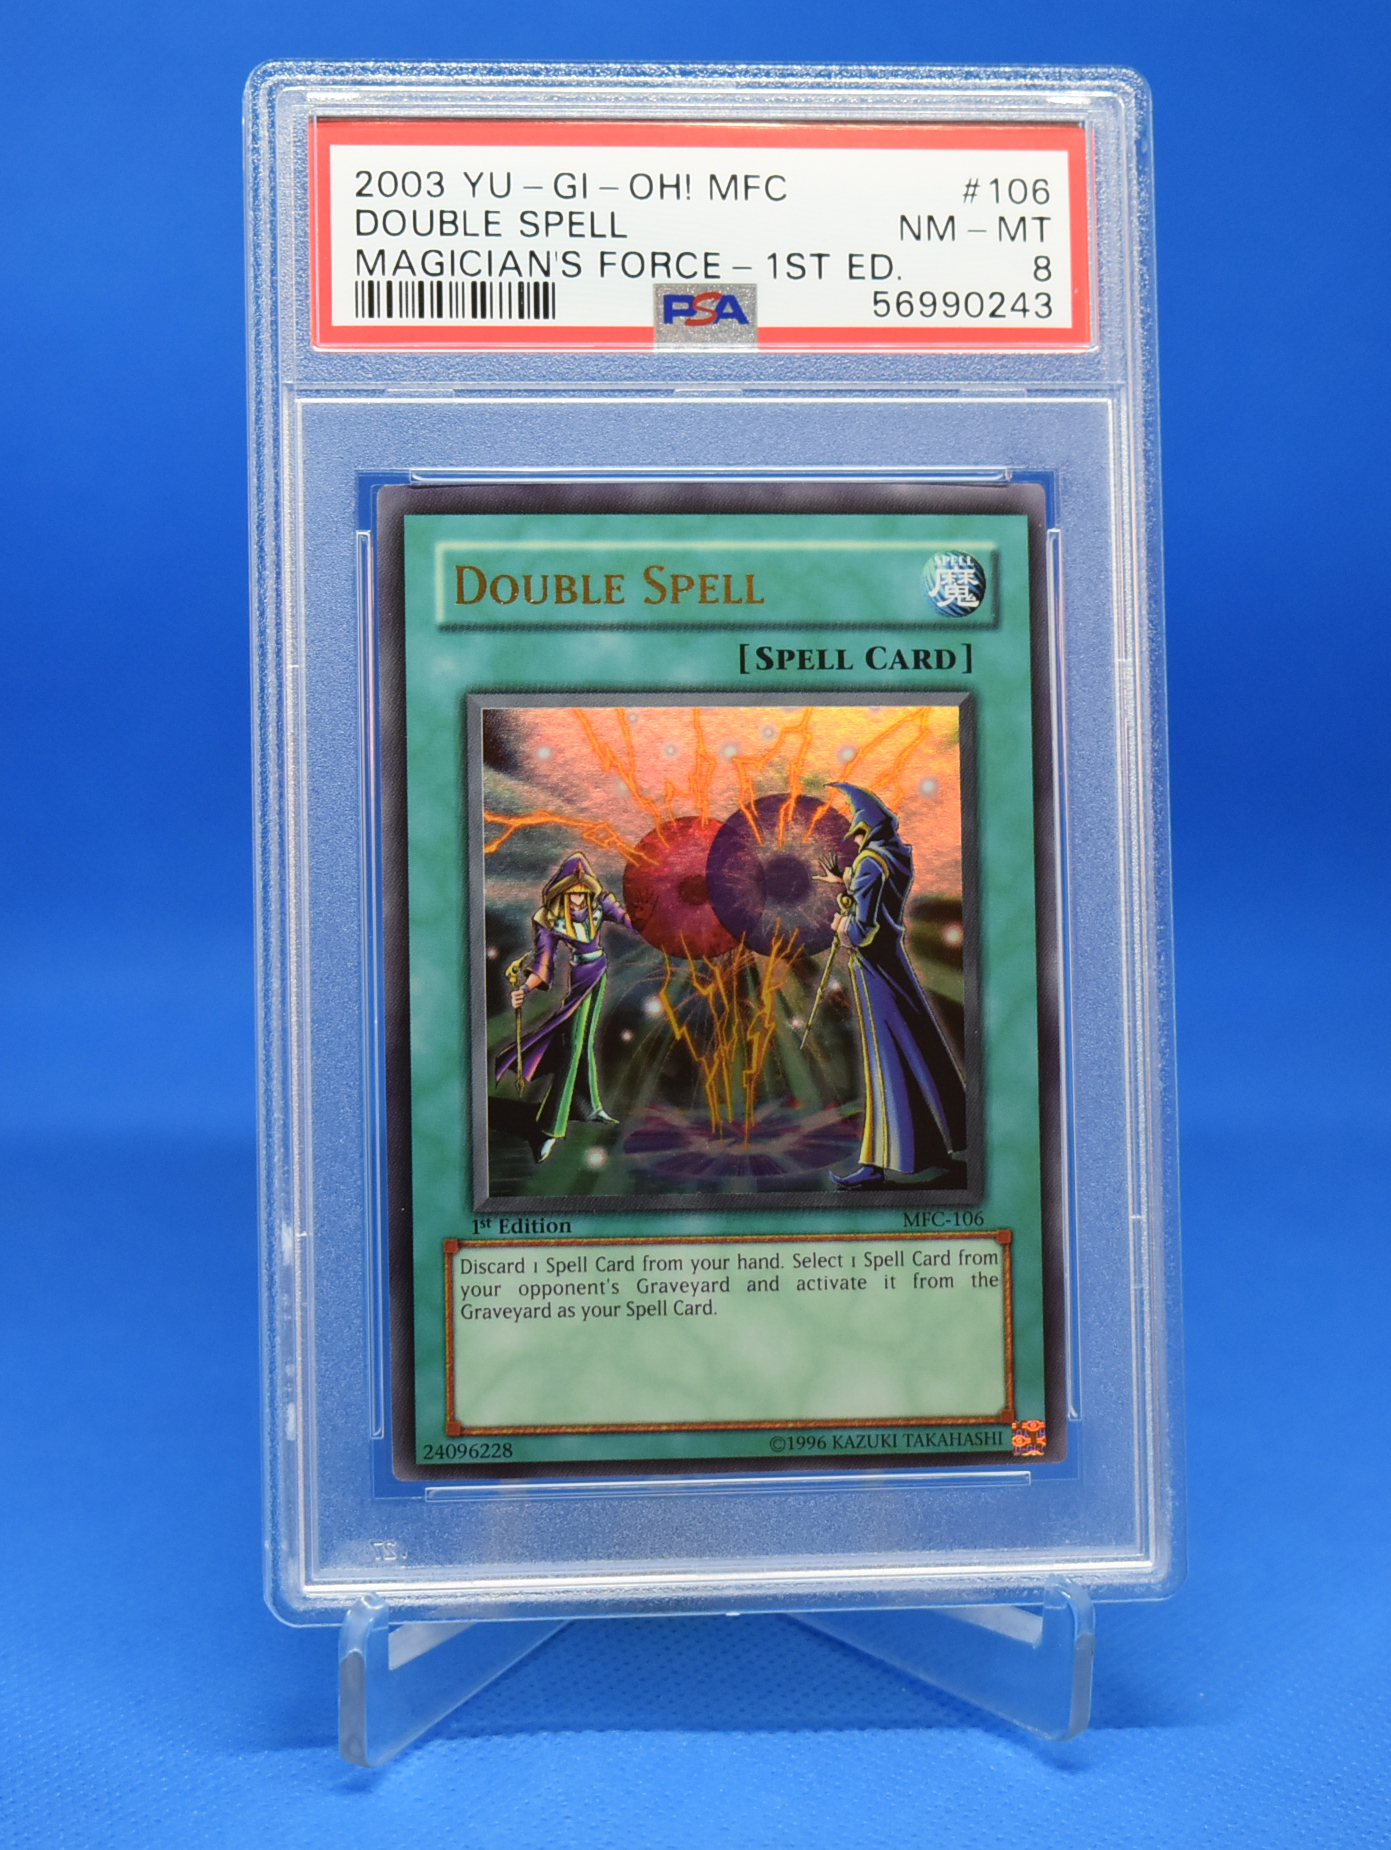 2003 YU-GI-OH! MFC #106
DOUBLE SPELL NM-MT
MAGICIAN'S FORCE-1ST ED. 8
PSA 56990243
DOUBLE SPELL
SPELL
魔
[SPELL CARD]
1st Edition MFC-106
Discard 1 Spell Card from your hand. Select 1 Spell Card from
your opponent's Graveyard and activate it from the
Graveyard as your Spell Card.
24096228 ©1996 KAZUKI TAKAHASHI